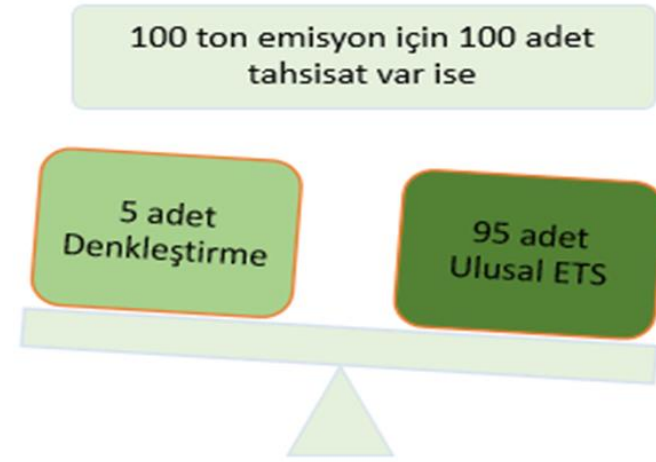 100 ton emisyon için 100 adet
tahsisat var ise
5 adet
Denkleştirme
95 adet
Ulusal ETS